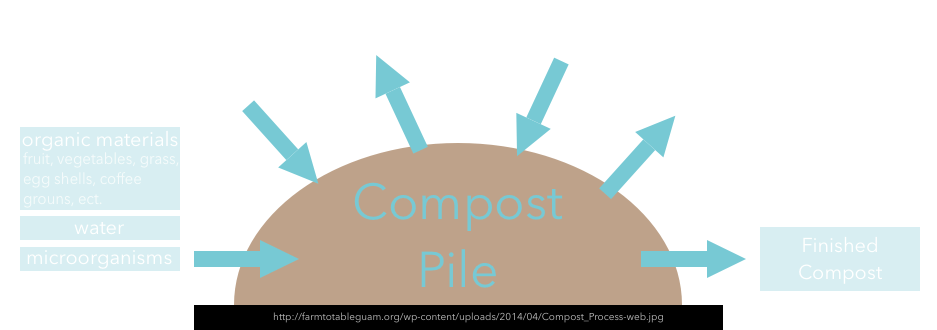 organic materials
fruit, vegetables, grass,
egg shells, coffee
grouns, ect.
water
microorganisms
Compost
Pile
Finished
Compost
http://farmtotableguam.org/wp-content/uploads/2014/04/Compost_Process-web.jpg